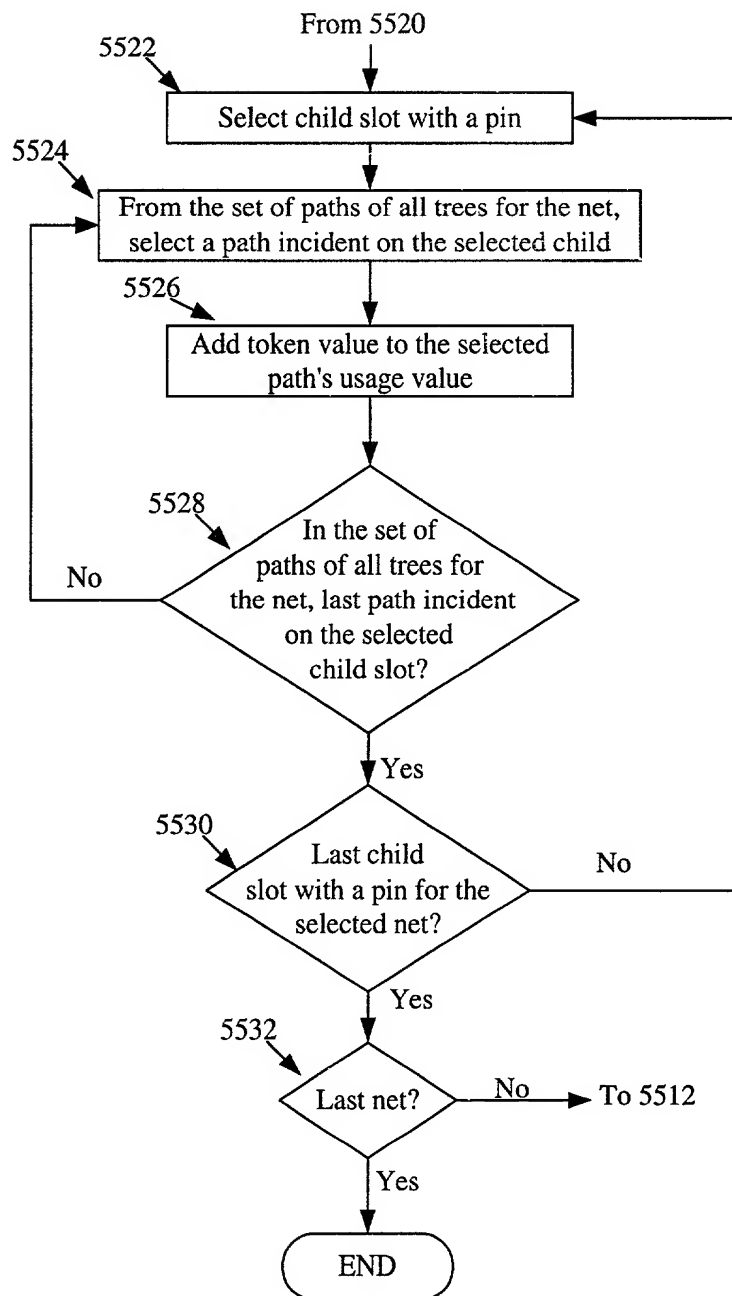 From 5520
5522
Select child slot with a pin
5524
From the set of paths of all trees for the net,
select a path incident on the selected child
5526
Add token value to the selected
path's usage value
5528
In the set of
paths of all trees for
the net, last path incident
on the selected
child slot?
No
Yes
5530
Last child
slot with a pin for the
selected net?
No
Yes
5532
Last net?
No
To 5512
Yes
END